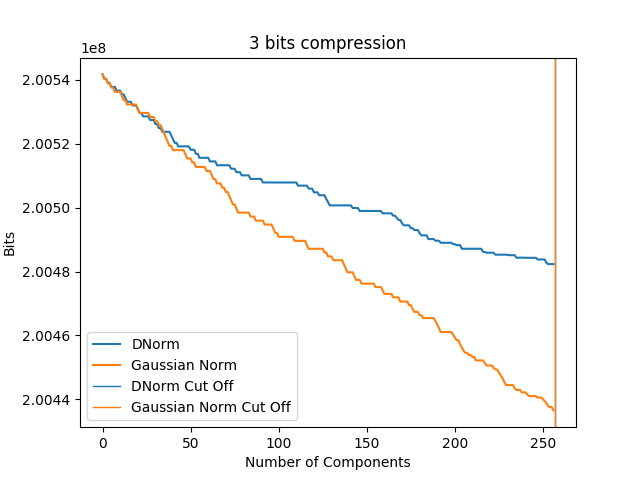 3 bits compression
1e8
2.0054
2.0052
2.0050
2.0048
2.0046
2.0044
Bits
DNorm
Gaussian Norm
DNorm Cut Off
Gaussian Norm Cut Off
0 50 100 150 200 250
Number of Components